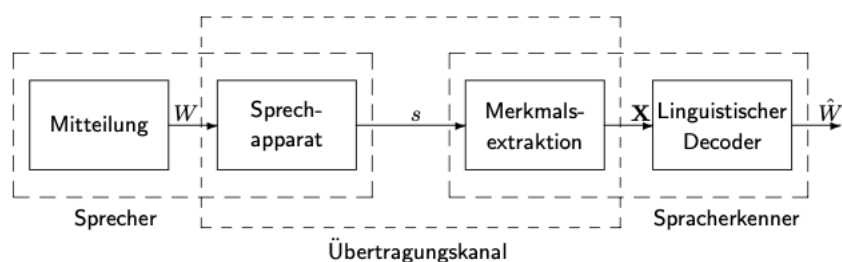 Mitteilung
W
Sprech-
apparat
s
Merkmals-
extraktion
X
Linguistischer
Decoder
Ŵ
Sprecher
Spracherkenner
Übertragungskanal